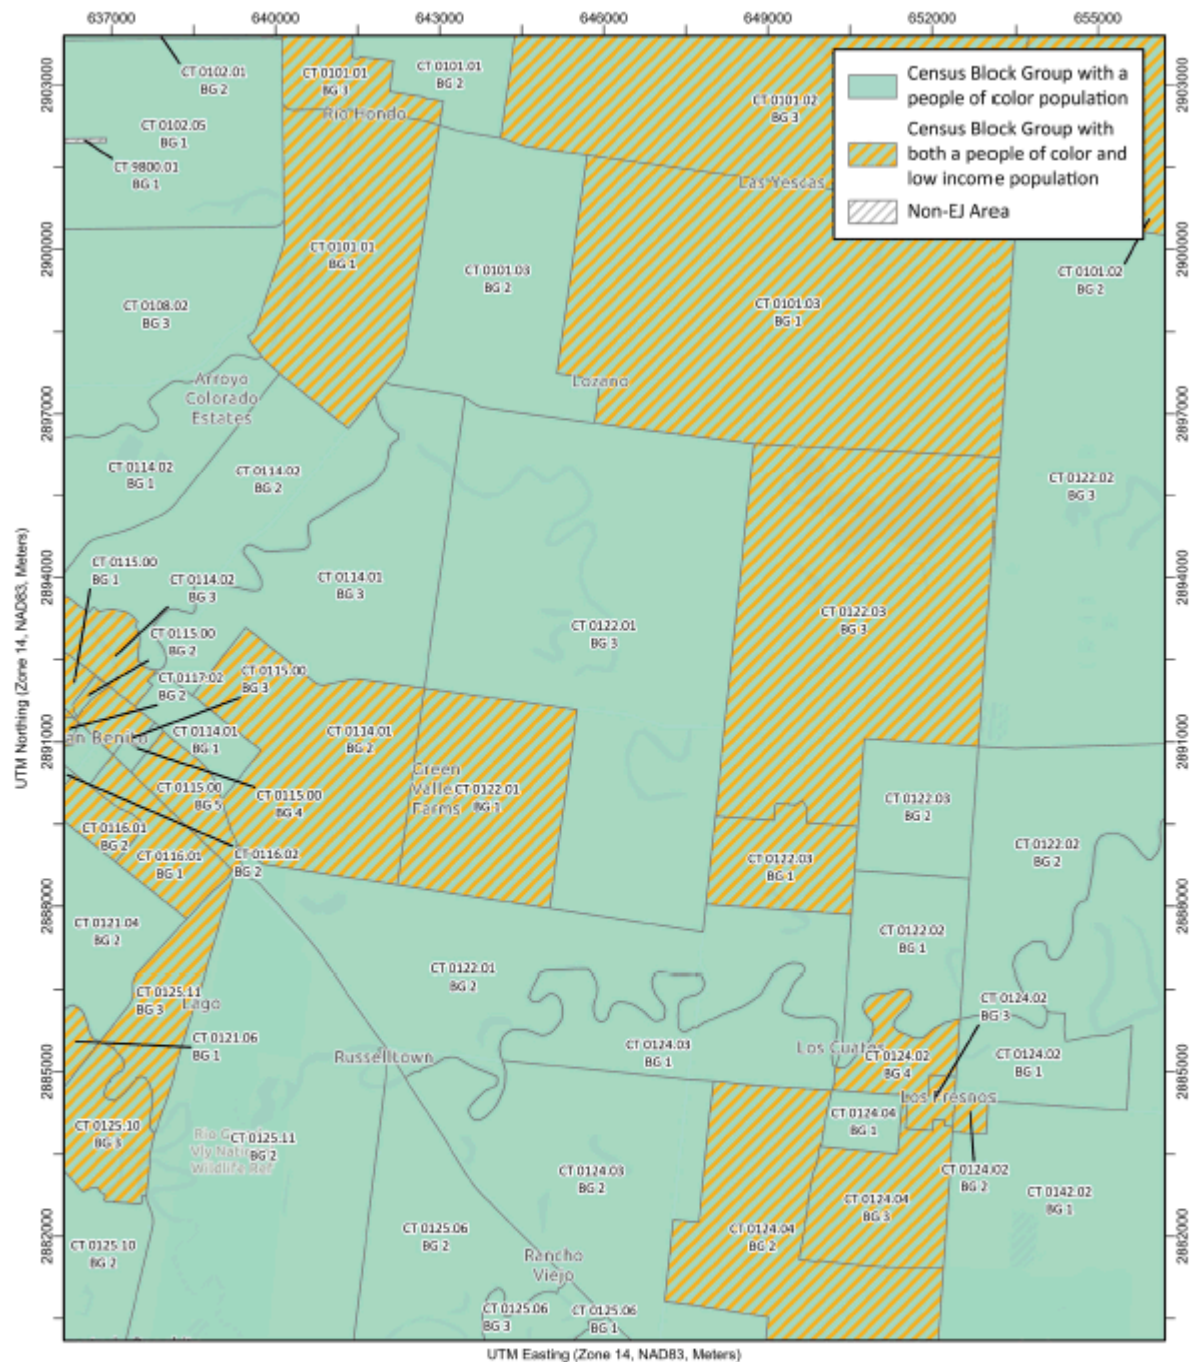 637000
640000
643000
646000
649000
652000
655000
CT 0102.01
BG 2
CT 0102.05
BG 1
CT 9800.01
BG 1
CT 0101.01
BG 3
Rio Hondo
CT 0101.01
BG 2
CT 0101.02
BG 3
Las Yescas
Census Block Group with a
people of color population
Census Block Group with
both a people of color and
low income population
Non-EJ Area
2903000
2903000
2900000
2900000
CT 0101.01
BG 1
CT 0101.03
BG 2
CT 0101.03
BG 1
CT 0101.02
BG 2
CT 0108.02
BG 3
Arroyo
Colorado
Estates
Lozano
2897000
2897000
CT 0114.02
BG 1
CT 0114.02
BG 2
CT 0122.02
BG 3
CT 0115.00
BG 1
CT 0114.02
BG 3
CT 0114.01
BG 3
2894000
2894000
CT 0115.00
BG 2
CT 0122.01
BG 3
CT 0122.03
BG 3
CT 0117.02
BG 2
CT 0115.00
BG 3
an Benito
CT 0114.01
BG 1
CT 0114.01
BG 2
2891000
2891000
Green
Valley
Farms
CT 0122.01
BG 1
CT 0115.00
BG 5
CT 0115.00
BG 4
CT 0122.03
BG 2
CT 0116.01
BG 2
CT 0116.01
BG 1
CT 0116.02
BG 2
CT 0122.03
BG 1
CT 0122.02
BG 2
2888000
2888000
CT 0121.04
BG 2
CT 0122.01
BG 2
CT 0122.02
BG 1
CT 0125.11
BG 3
Lago
CT 0121.06
BG 1
Russelltown
CT 0124.03
BG 1
Los Cuates
CT 0124.02
BG 4
CT 0124.02
BG 3
CT 0124.02
BG 1
2885000
2885000
Los Fresnos
CT 0124.04
BG 1
CT 0125.10
BG 3
CT 0125.11
BG 2
Vly
Wildlife Ref
CT 0124.03
BG 2
CT 0124.02
BG 2
CT 0142.02
BG 1
CT 0124.04
BG 3
CT 0125.06
BG 2
CT 0124.04
BG 2
2882000
2882000
CT 0125.10
BG 2
Rancho
Viejo
CT 0125.06
BG 3
CT 0125.06
BG 1
UTM Northing (Zone 14, NAD83, Meters)
UTM Easting (Zone 14, NAD83, Meters)